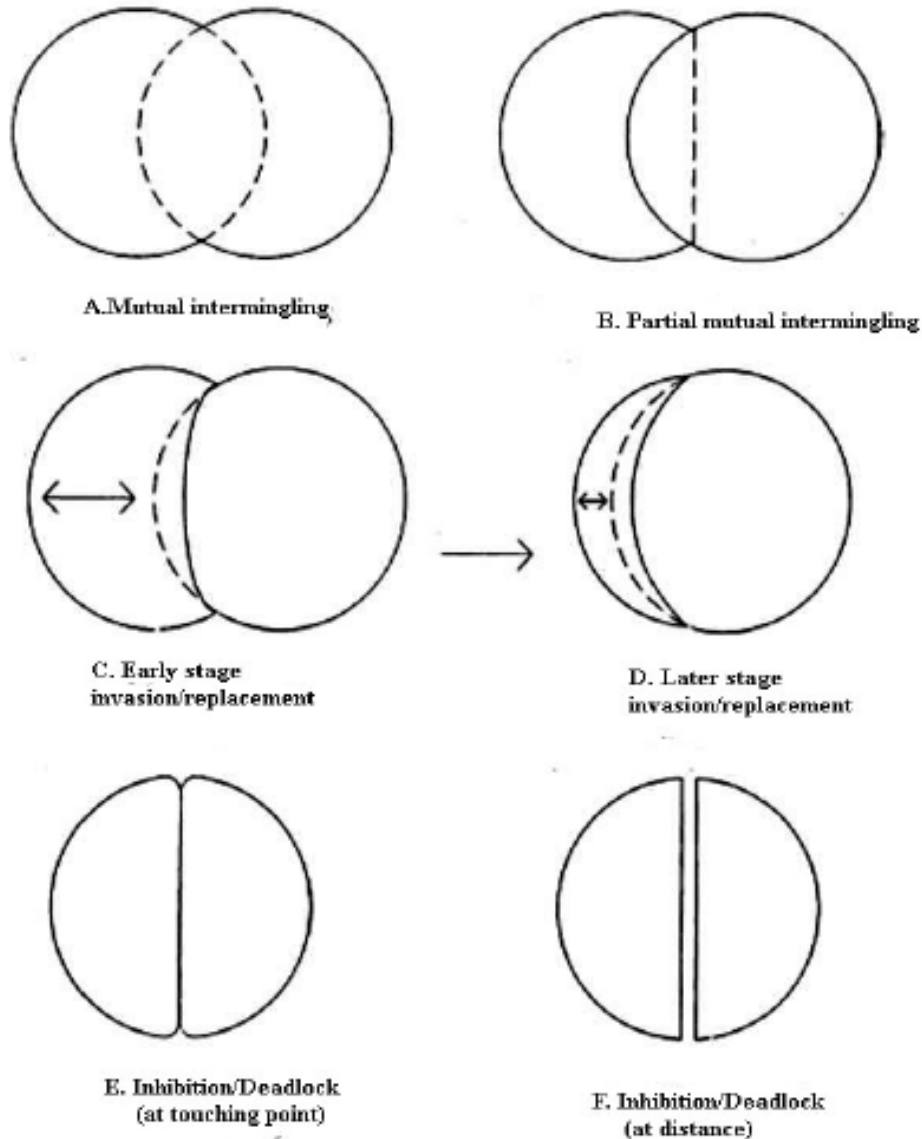 A.Mutual intermingling,
B. Partial mutual intermingling
C. Early stage
invasion/replacement
D. Later stage
invasion/replacement
E. Inhibition/Deadlock
(at touching point)
F. Inhibition/Deadlock
(at distance)